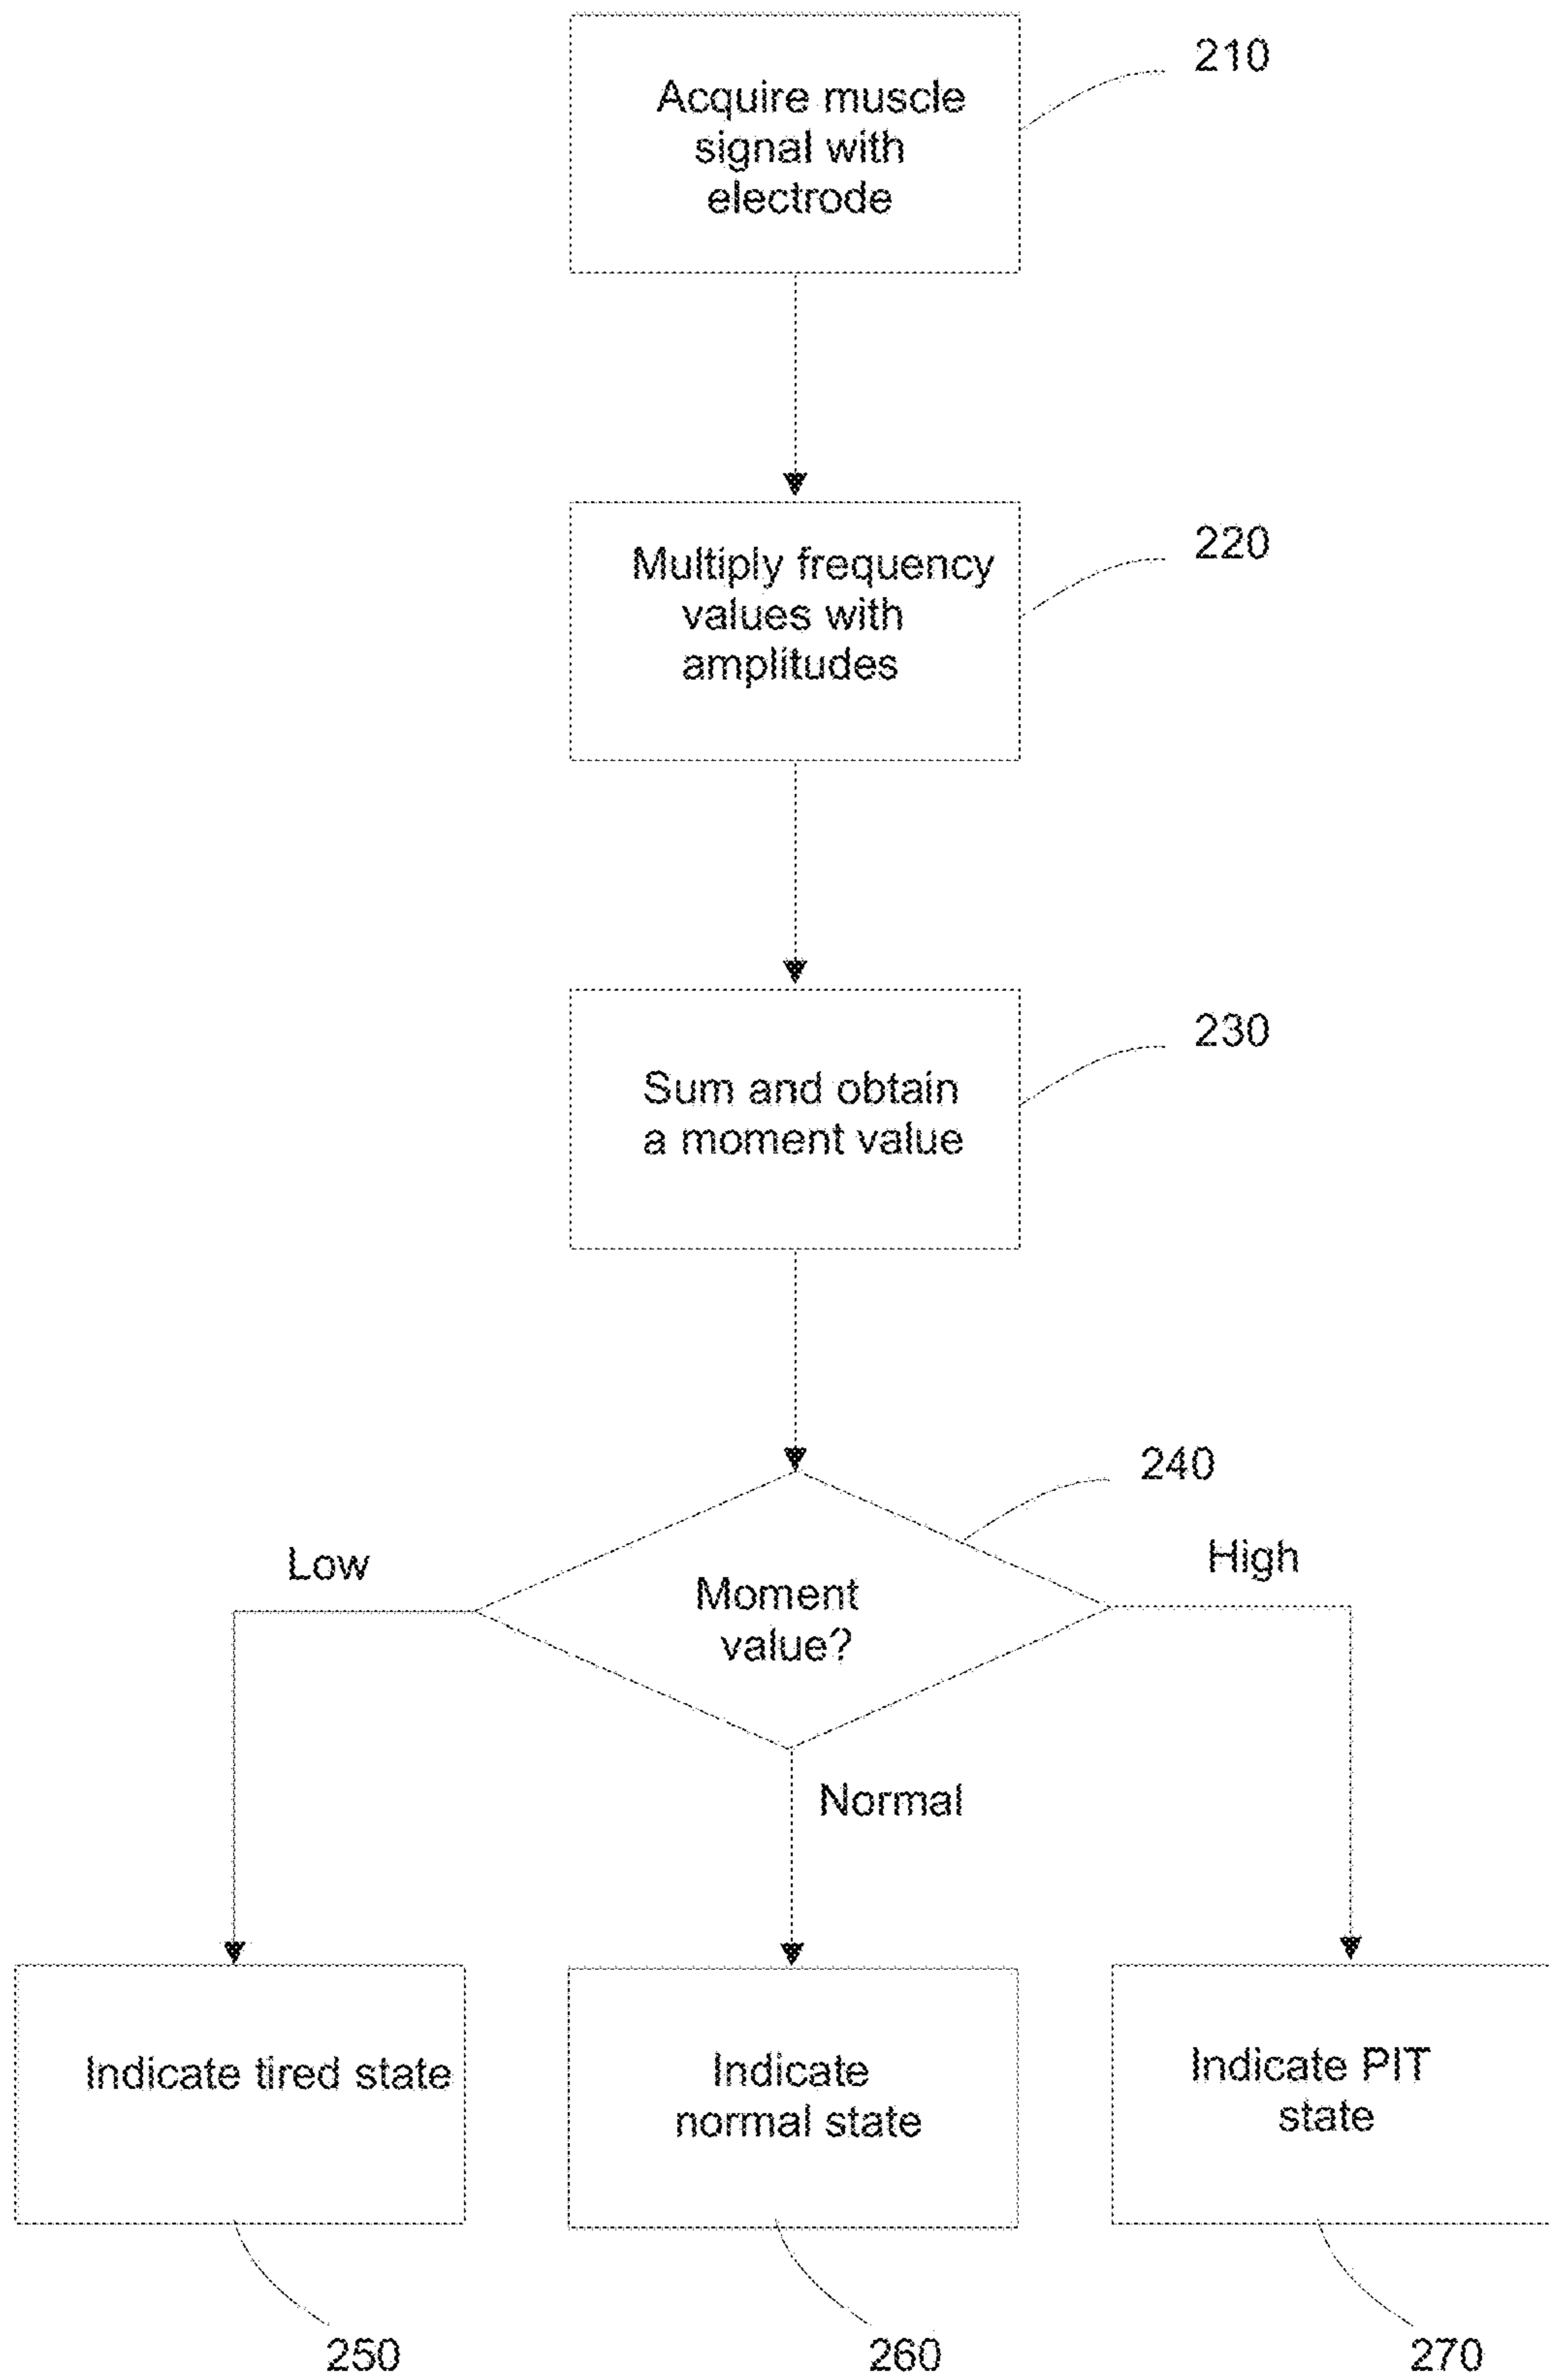 210
Acquire muscle
signal with
electrode
220
Multiply frequency
values with
amplitudes
230
Sum and obtain
a moment value
240
Low
High
Moment
value?
Normal
Indicate tired state
Indicate
normal state
Indicate PIT
state
250
260
270